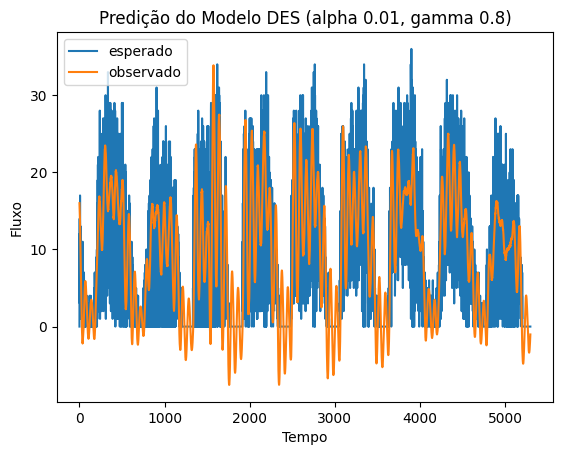 Predição do Modelo DES (alpha 0.01, gamma 0.8)
esperado
observado
Fluxo
30
20
10
0
0 1000 2000 3000 4000 5000
Tempo